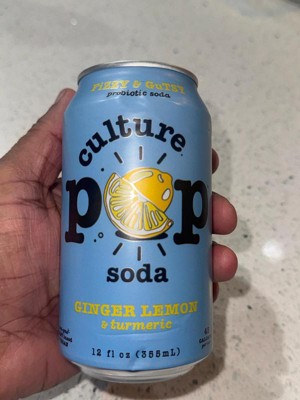 FIZZY & GUTSY
probiotic soda
culture
pop
soda
GINGER LEMON
& turmeric
12 fl oz (355mL)